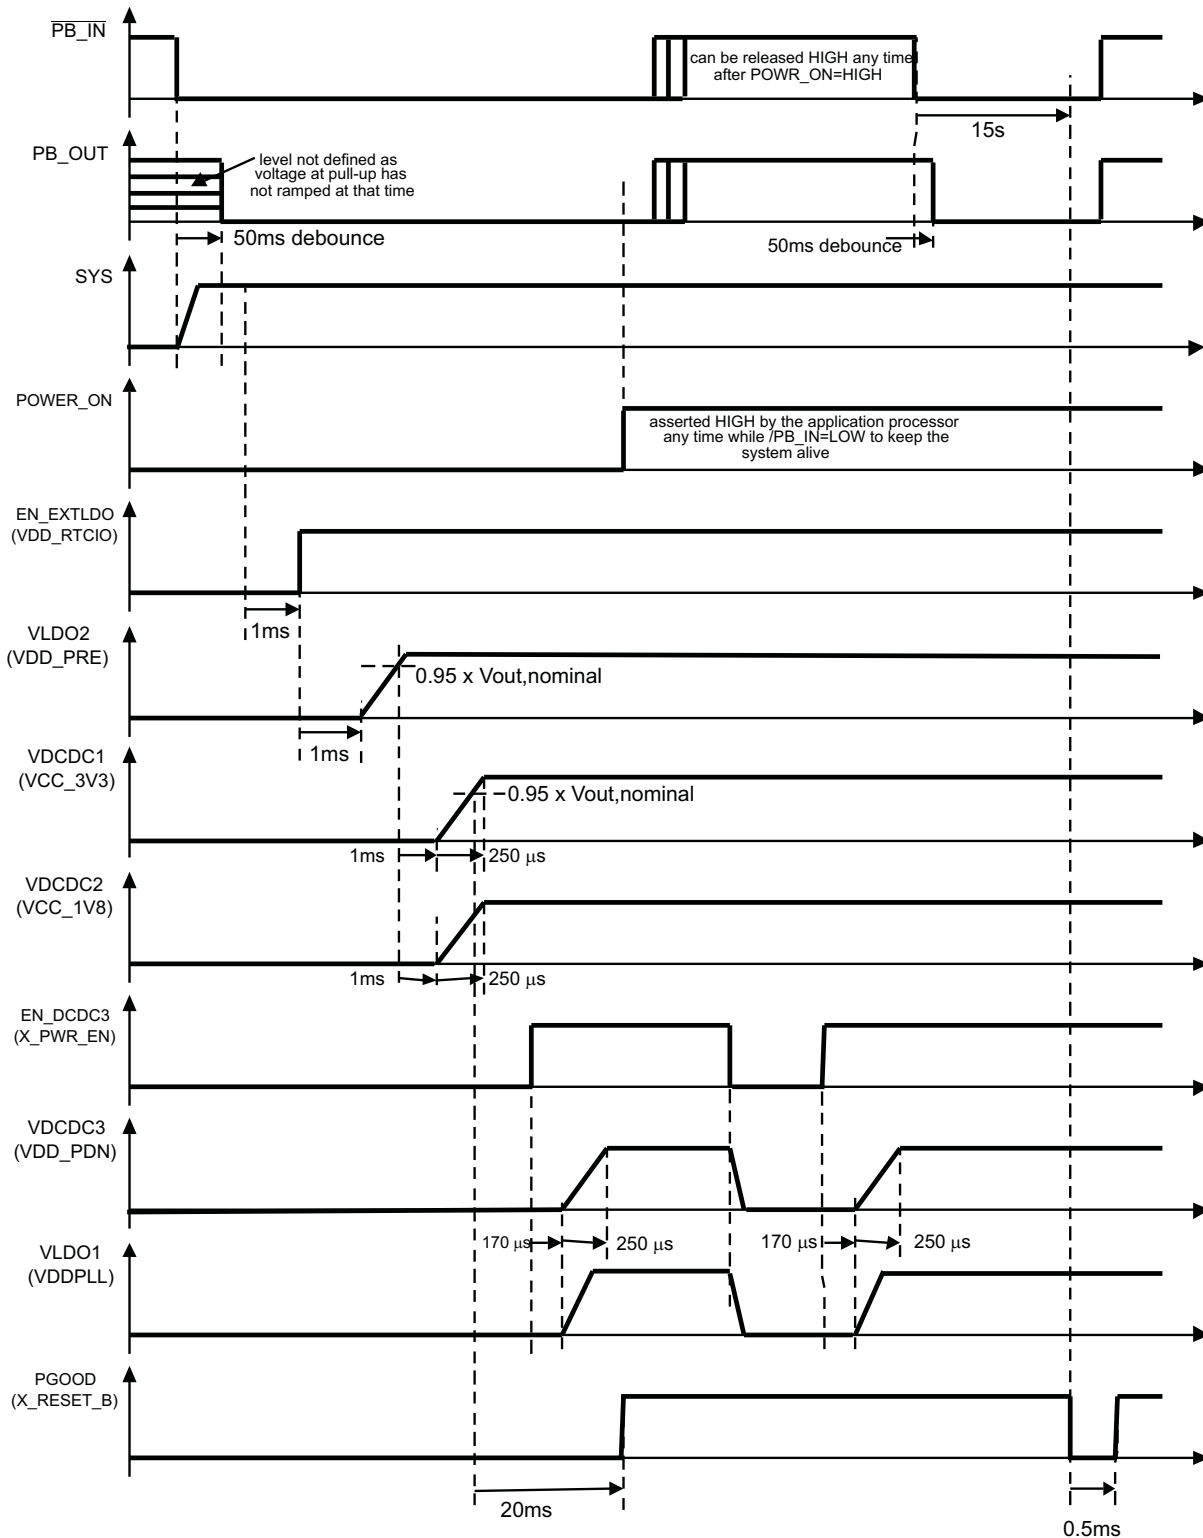 PB_IN
can be released HIGH any time
after POWR_ON=HIGH
15s
PB_OUT
level not defined as
voltage at pull-up has
not ramped at that time
50ms debounce
50ms debounce
SYS
POWER_ON
asserted HIGH by the application processor
any time while /PB_IN=LOW to keep the
system alive
EN_EXTLDO
(VDD_RTCIO)
1ms
VLDO2
(VDD_PRE)
0.95 x Vout,nominal
1ms
VDCDC1
(VCC_3V3)
0.95 x Vout,nominal
1ms
250 μs
VDCDC2
(VCC_1V8)
1ms
250 μs
EN_DCDC3
(X_PWR_EN)
VDCDC3
(VDD_PDN)
170 μs
250 μs
170 μs
250 μs
VLDO1
(VDDPLL)
PGOOD
(X_RESET_B)
20ms
0.5ms